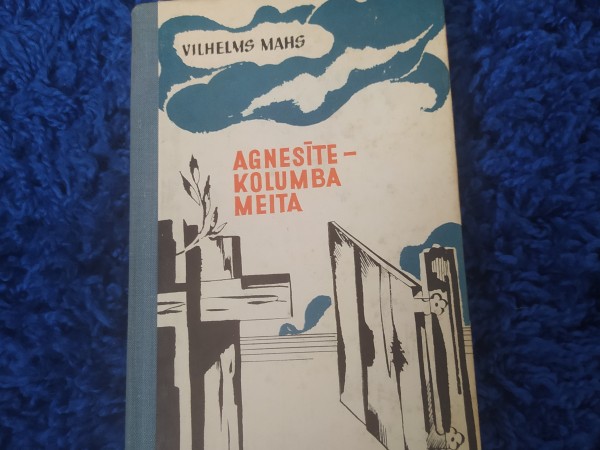 VILHELMS MAHS
AGNESĪTE –
KOLUMBA
MEITA